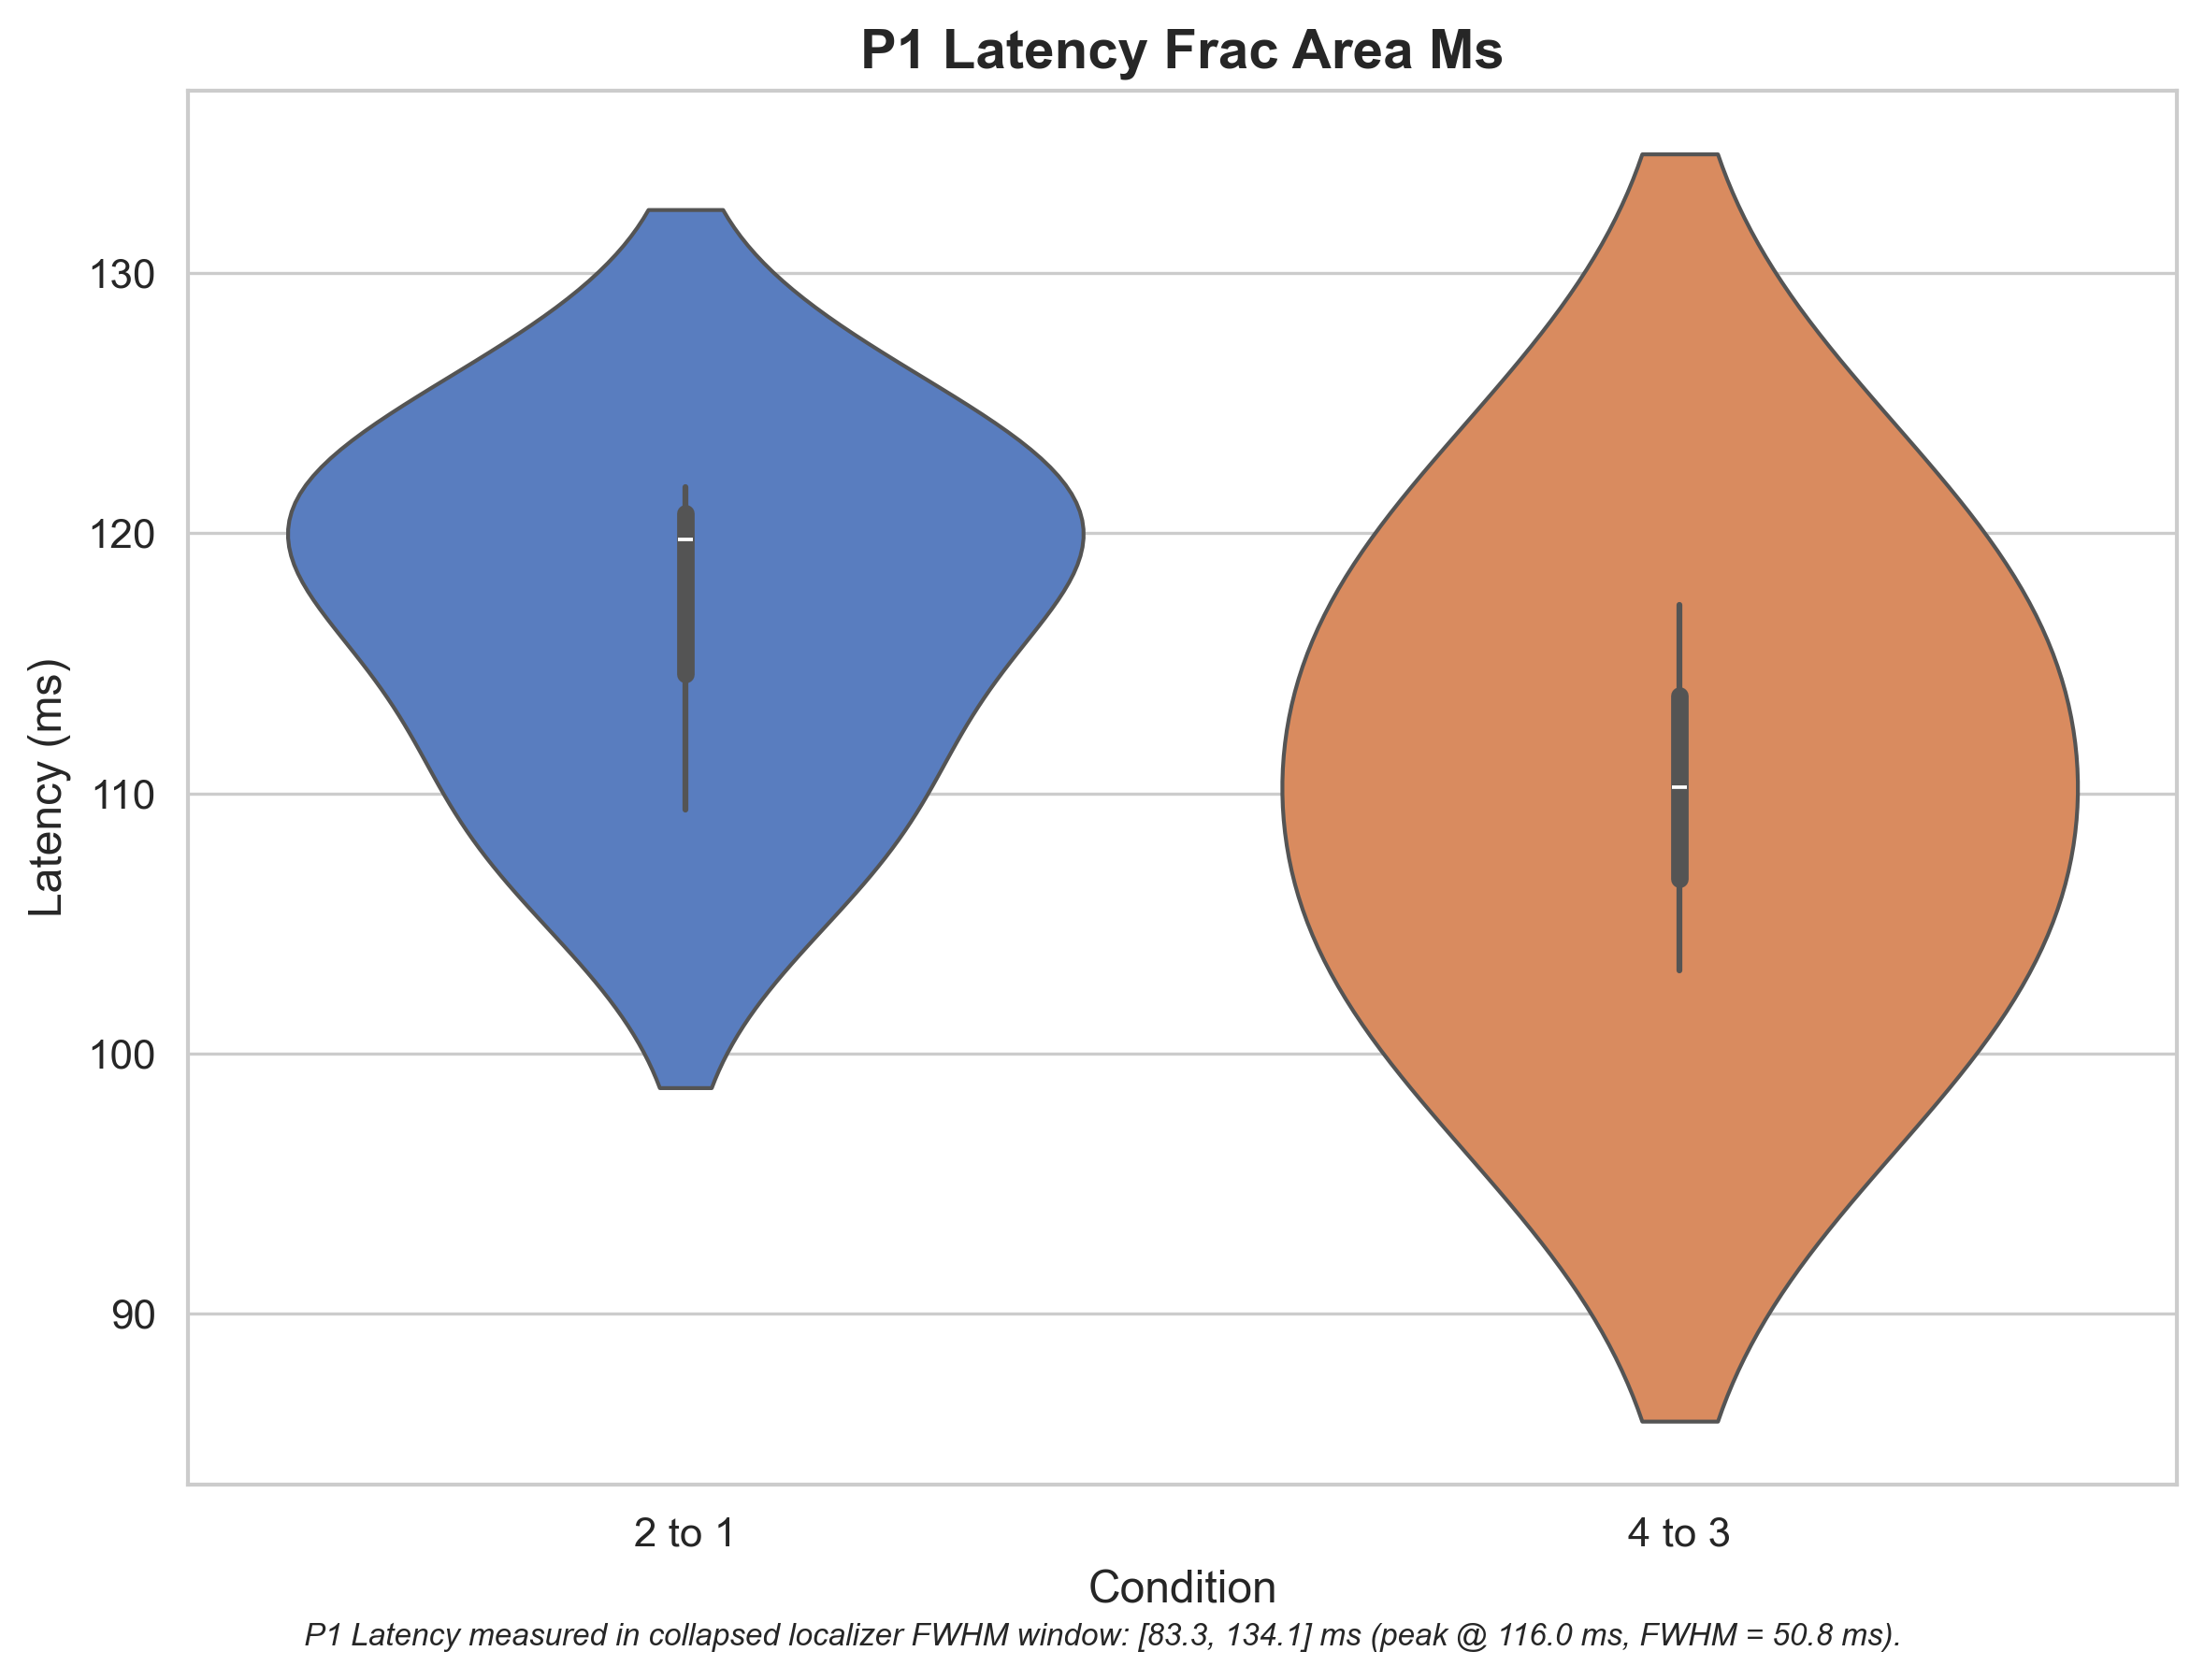 P1 Latency Frac Area Ms
Latency (ms)
130
120
110
100
90
2 to 1
4 to 3
Condition
P1 Latency measured in collapsed localizer FWHM window: [83.3, 134.1] ms (peak @ 116.0 ms, FWHM = 50.8 ms).